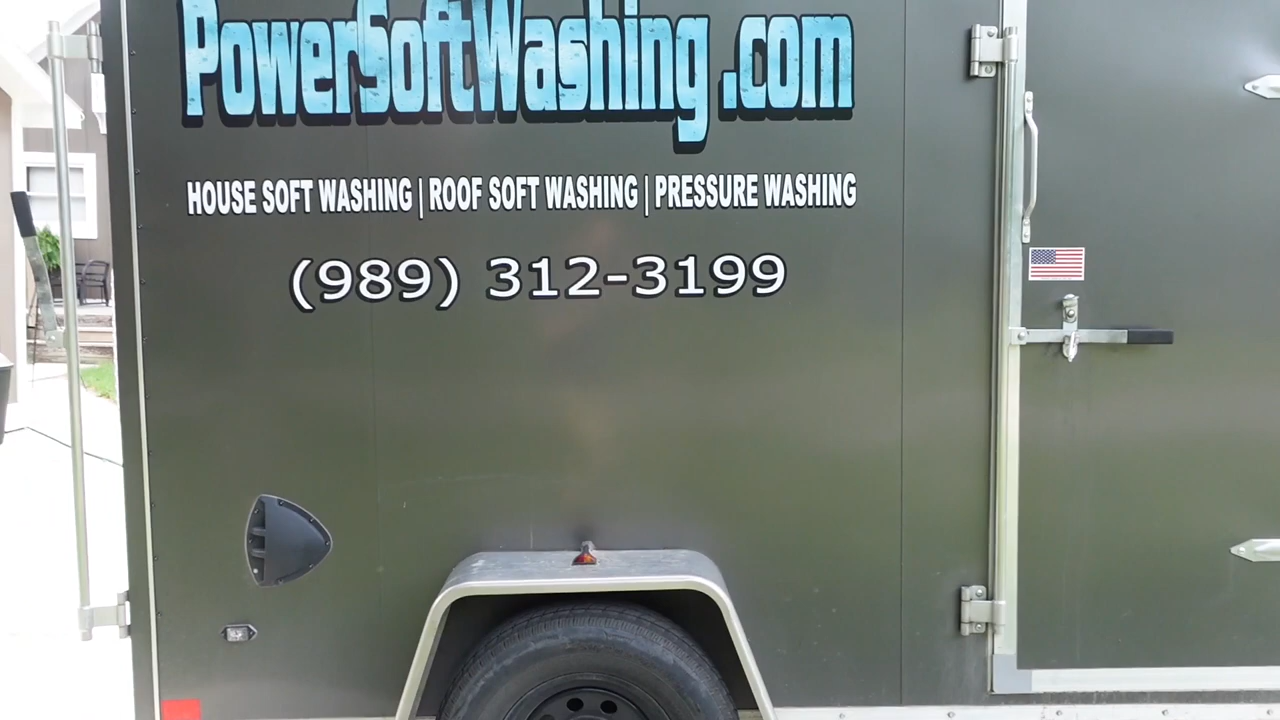 PowerSoftWashing.com
HOUSE SOFT WASHING | ROOF SOFT WASHING | PRESSURE WASHING
(989) 312-3199